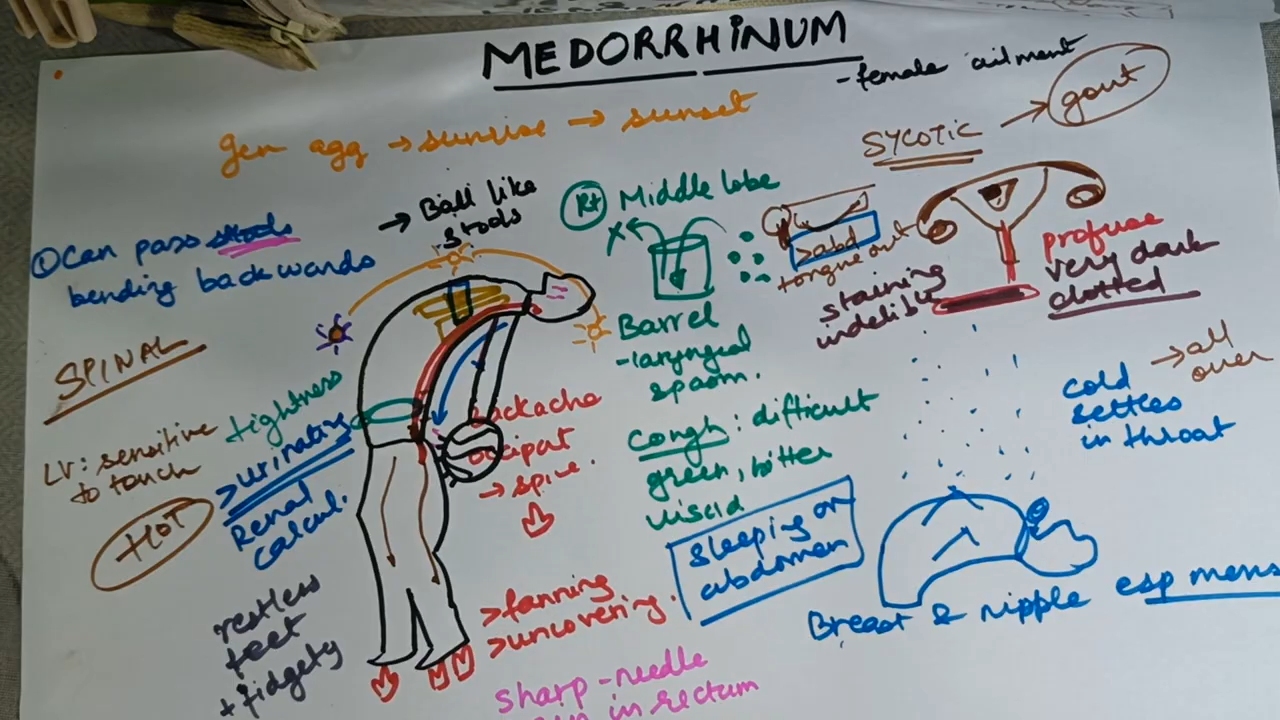 MEDORRHINUM
-female ailment
gen agg → sunrise → sunset
SYCOTIC → gout
→ Ball like
stools
Rt Middle lobe
① Can pass stools
bending backwards
>abd
tongue out
profuse
very dark
clotted
staining
Barrel
-laryngeal
spasm.
SPINAL
tightness
LV: sensitive
to touch
>urinating
Renal
calcul.
HOT
backache
occiput
→ spine.
cough: difficult
green, bitter
viscid
cold → all
over
settles
in throat
sleeping on
abdomen
Breast & nipple esp mens
restless
feet
+ fidgety
>fanning
>uncovering.
sharp-needle
in rectum